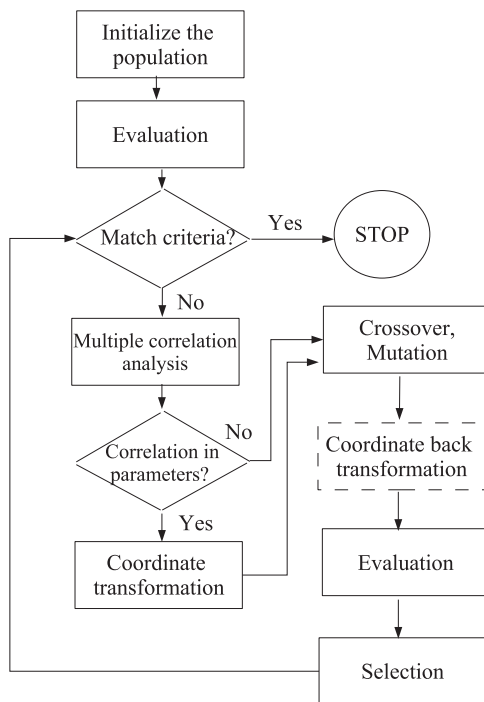 Initialize the
population
Evaluation
Match criteria?
Yes
STOP
No
Multiple correlation
analysis
Correlation in
parameters?
No
Yes
Coordinate
transformation
Crossover,
Mutation
Coordinate back
transformation
Evaluation
Selection